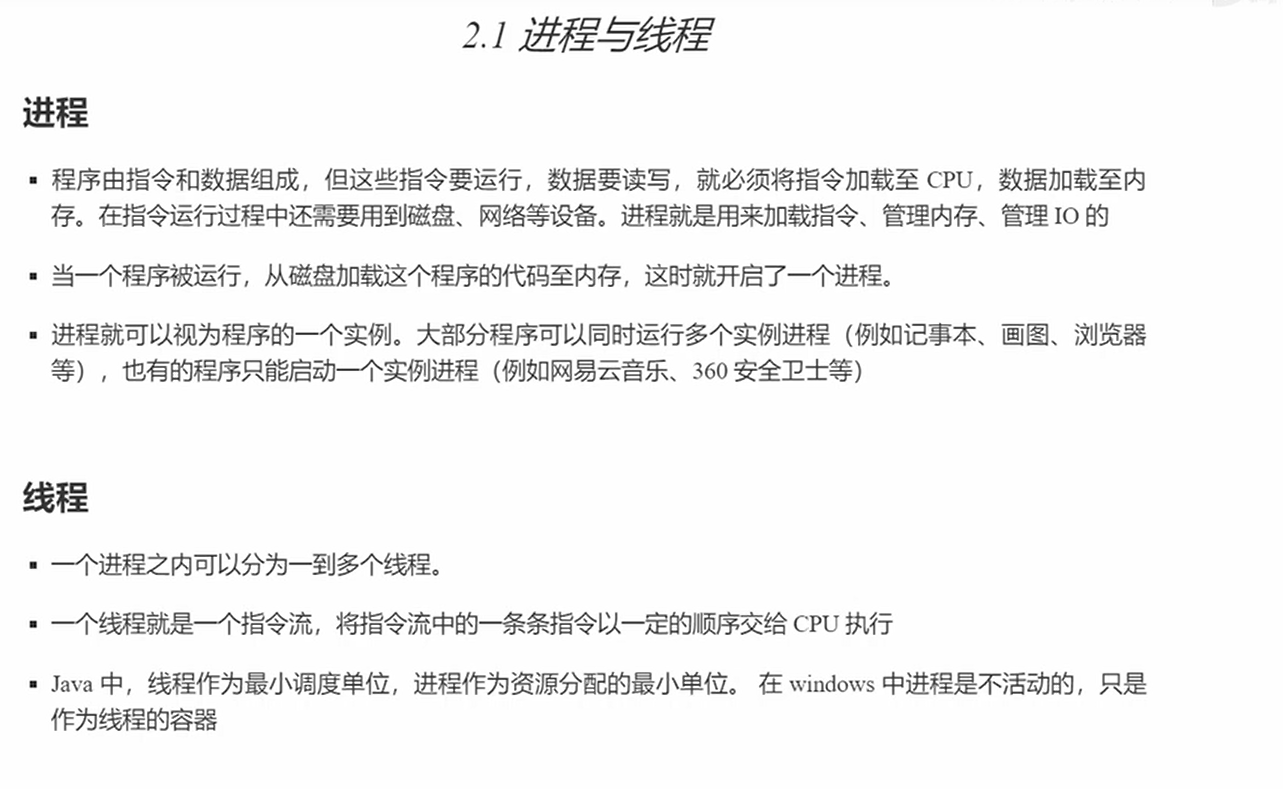 2.1 进程与线程
进程
▪ 程序由指令和数据组成，但这些指令要运行，数据要读写，就必须将指令加载至 CPU，数据加载至内
存。在指令运行过程中还需要用到磁盘、网络等设备。进程就是用来加载指令、管理内存、管理 IO 的
▪ 当一个程序被运行，从磁盘加载这个程序的代码至内存，这时就开启了一个进程。
▪ 进程就可以视为程序的一个实例。大部分程序可以同时运行多个实例进程（例如记事本、画图、浏览器
等），也有的程序只能启动一个实例进程（例如网易云音乐、360 安全卫士等）
线程
▪ 一个进程之内可以分为一到多个线程。
▪ 一个线程就是一个指令流，将指令流中的一条条指令以一定的顺序交给 CPU 执行
▪ Java 中，线程作为最小调度单位，进程作为资源分配的最小单位。 在 windows 中进程是不活动的，只是
作为线程的容器